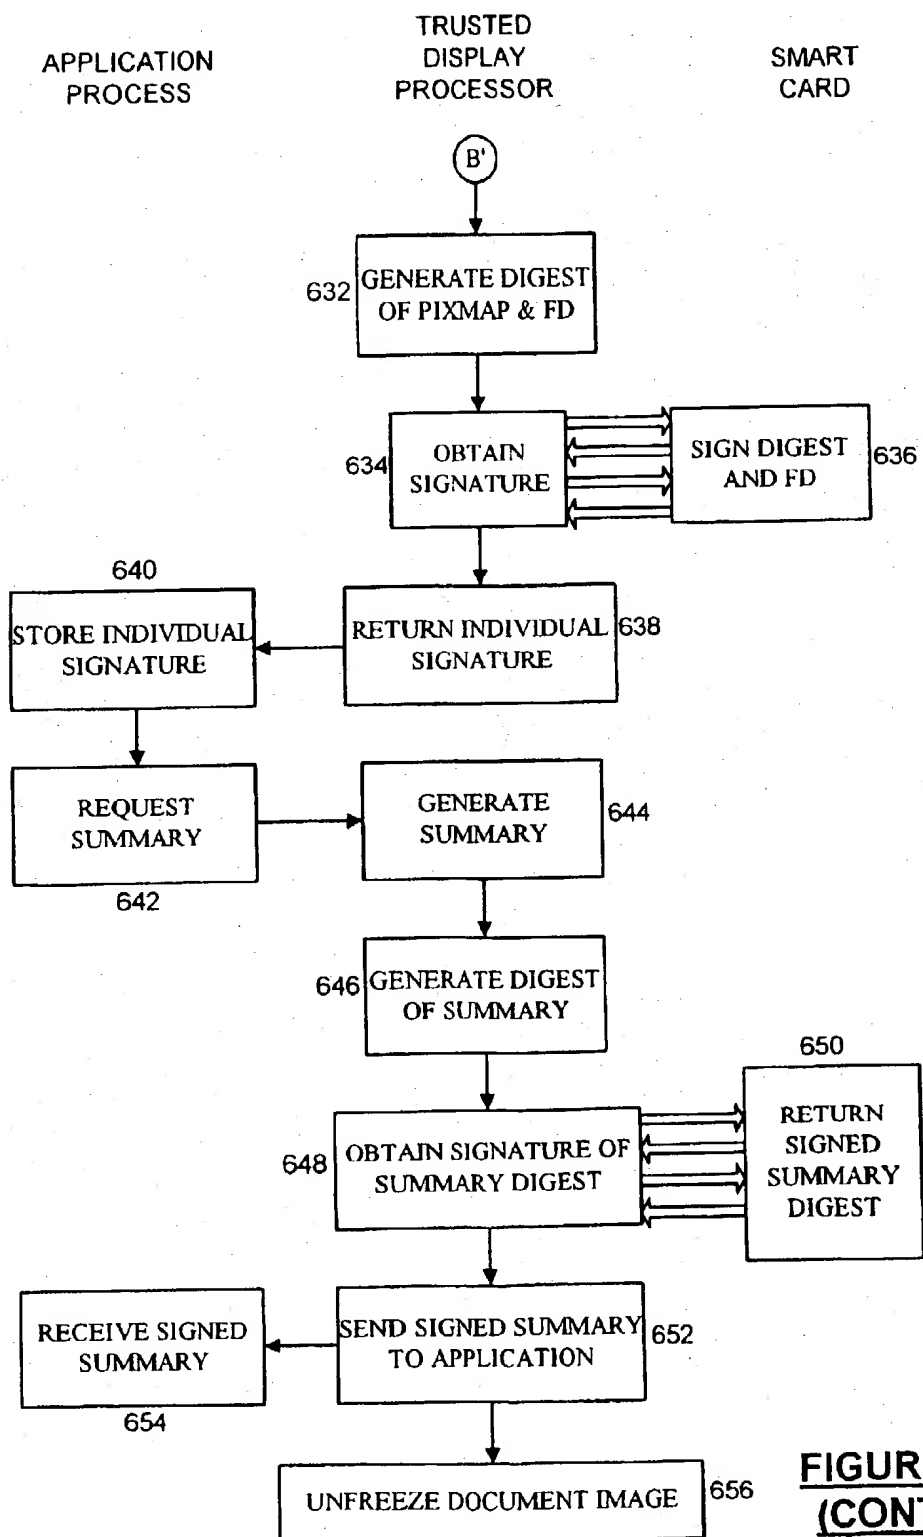 APPLICATION
PROCESS
TRUSTED
DISPLAY
PROCESSOR
SMART
CARD
B'
632
GENERATE DIGEST
OF PIXMAP & FD
634
OBTAIN
SIGNATURE
SIGN DIGEST
AND FD
636
640
STORE INDIVIDUAL
SIGNATURE
RETURN INDIVIDUAL
SIGNATURE
638
REQUEST
SUMMARY
642
GENERATE
SUMMARY
644
646
GENERATE DIGEST
OF SUMMARY
648
OBTAIN SIGNATURE OF
SUMMARY DIGEST
650
RETURN
SIGNED
SUMMARY
DIGEST
RECEIVE SIGNED
SUMMARY
654
SEND SIGNED SUMMARY
TO APPLICATION
652
UNFREEZE DOCUMENT IMAGE
656
FIGUR
(CONT